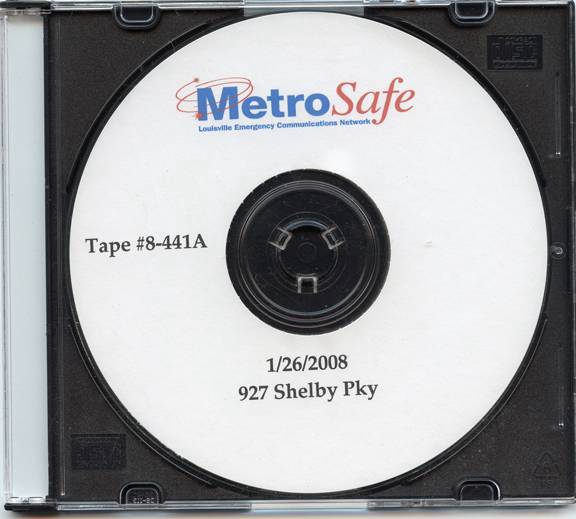 MetroSafe
Louisville Emergency Communications Network
Tape #8-441A
1/26/2008
927 Shelby Pky